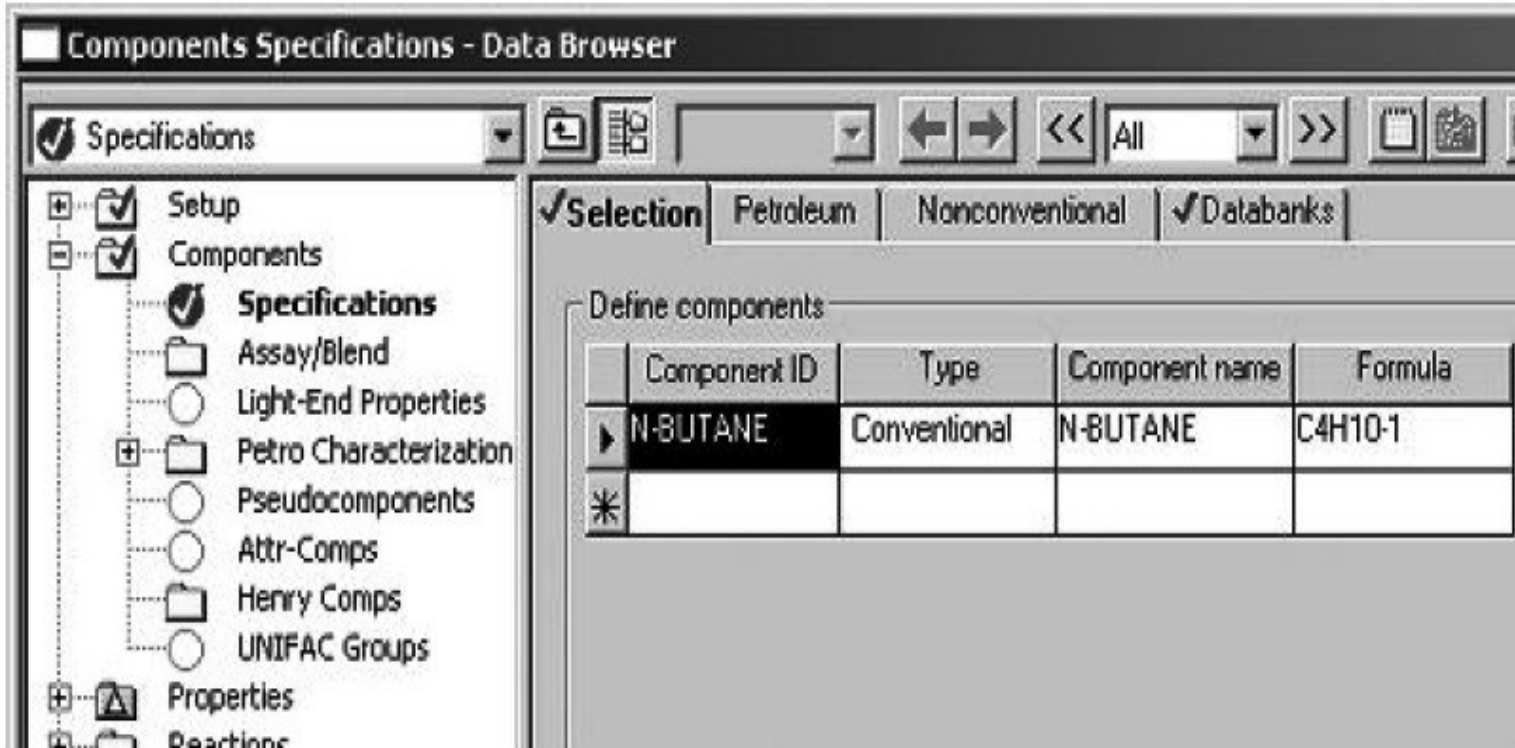 Components Specifications - Data Browser
Specifications
<< All >>
Setup
Components
Specifications
Assay/Blend
Light-End Properties
Petro Characterization
Pseudocomponents
Attr-Comps
Henry Comps
UNIFAC Groups
Properties
Reactions
Selection Petroleum Nonconventional Databanks
Define components
Component ID Type Component name Formula
N-BUTANE Conventional N-BUTANE C4H10-1